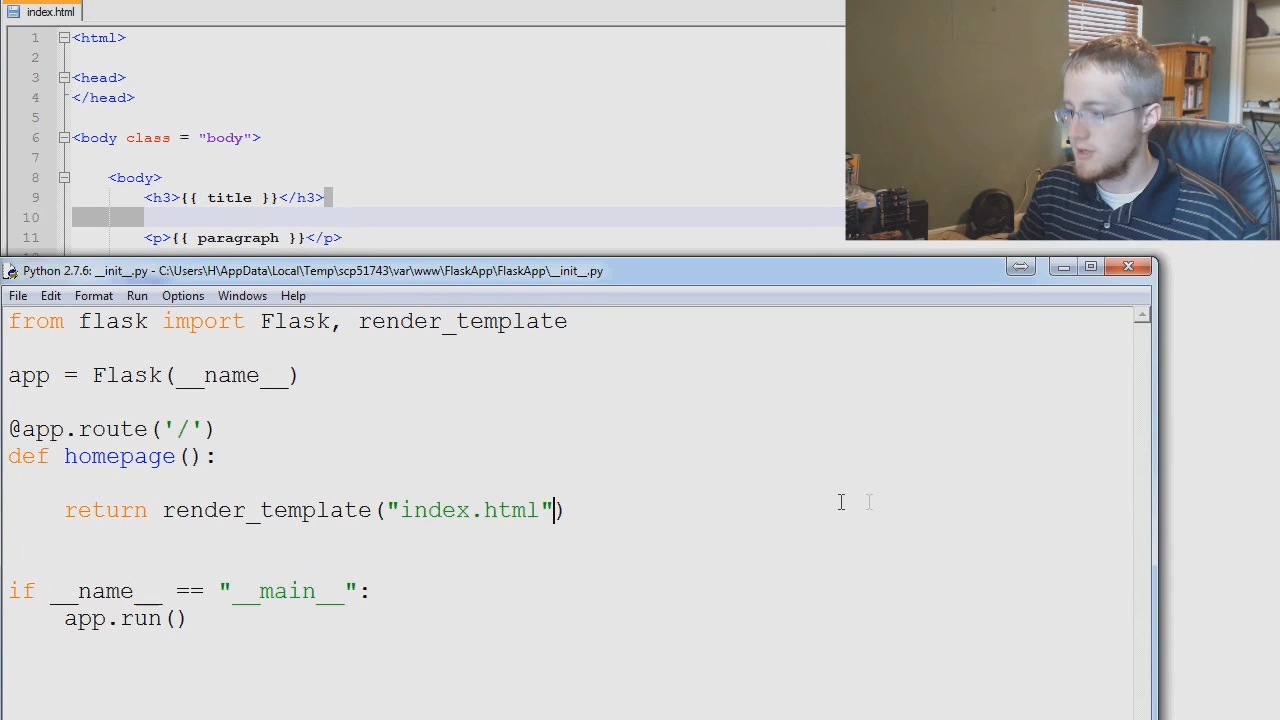 index.html
1 <html>
2
3 <head>
4 </head>
5
6 <body class = "body">
7
8 <body>
9 <h3>{{ title }}</h3>
10
11 <p>{{ paragraph }}</p>
Python 2.7.6: __init__.py - C:\Users\H\AppData\Local\Temp\scp51743\var\www\FlaskApp\FlaskApp\__init__.py
File Edit Format Run Options Windows Help
from flask import Flask, render_template
app = Flask(__name__)
@app.route('/')
def homepage():
return render_template("index.html")
if __name__ == "__main__":
app.run()